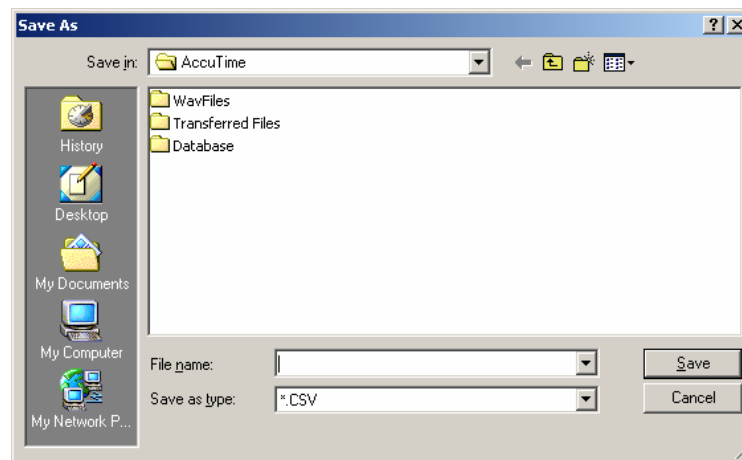 Save As
Save in: AccuTime
WavFiles
Transferred Files
Database
History
Desktop
My Documents
My Computer
My Network P...
File name:
Save
Save as type: *.CSV
Cancel